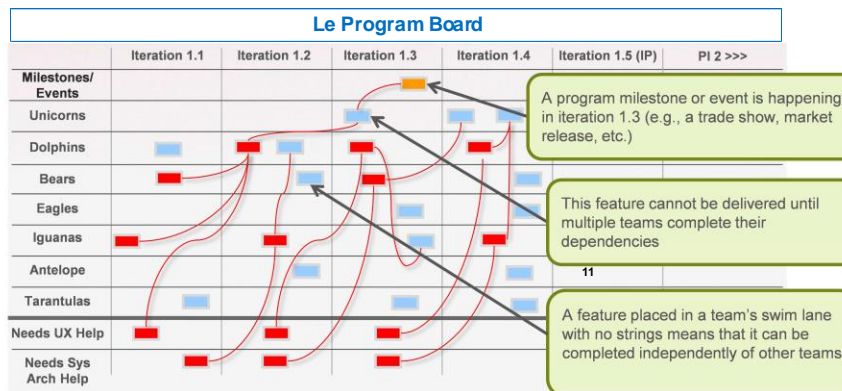 Le Program Board
Iteration 1.1
Iteration 1.2
Iteration 1.3
Iteration 1.4
Iteration 1.5 (IP)
PI 2 >>>
Milestones/
Events
Unicorns
Dolphins
Bears
Eagles
Iguanas
Antelope
Tarantulas
Needs UX Help
Needs Sys
Arch Help
A program milestone or event is happening
in iteration 1.3 (e.g., a trade show, market
release, etc.)
This feature cannot be delivered until
multiple teams complete their
dependencies
11
A feature placed in a team's swim lane
with no strings means that it can be
completed independently of other teams